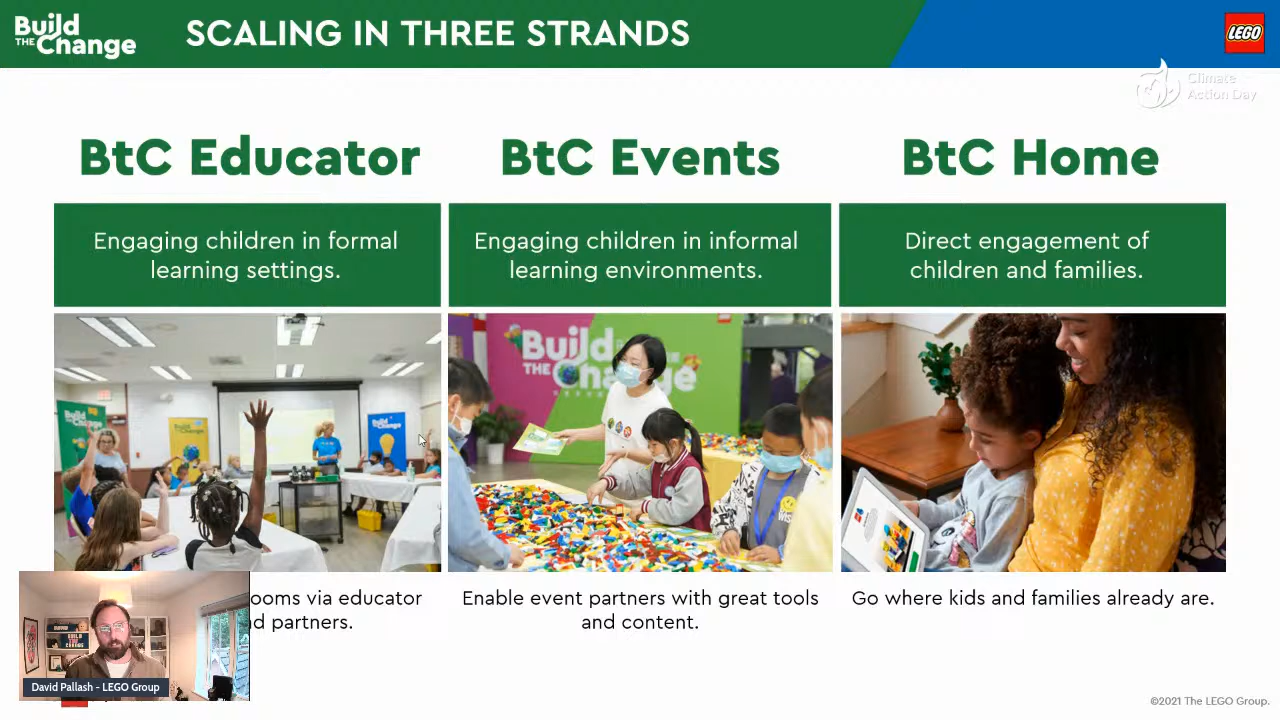 Build
THE Change
SCALING IN THREE STRANDS
LEGO
Climate
Action Day
BtC Educator
BtC Events
BtC Home
Engaging children in formal
learning settings.
Engaging children in informal
learning environments.
Direct engagement of
children and families.
Build
THE Change
ooms via educator
d partners.
Enable event partners with great tools
and content.
Go where kids and families already are.
David Pallash - LEGO Group
©2021 The LEGO Group.